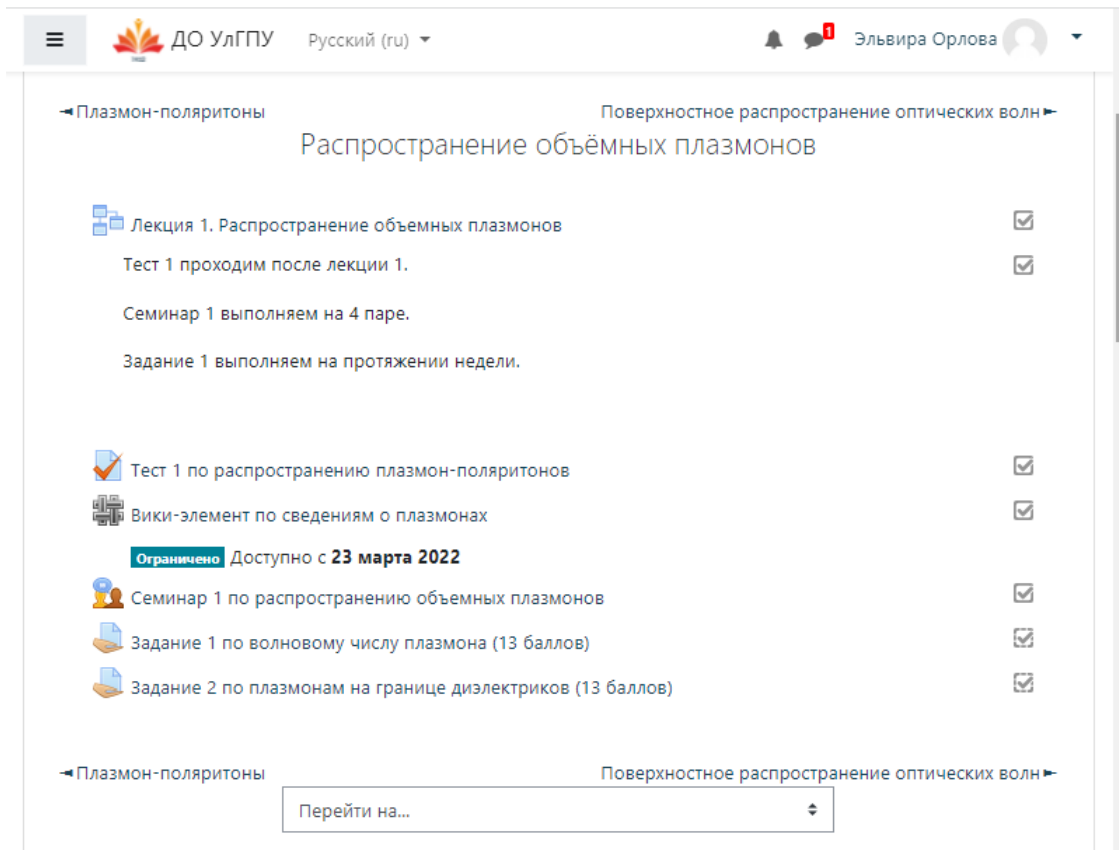 ДО УлГПУ Русский (ru) 1 Эльвира Орлова
Плазмон-поляритоны Поверхностное распространение оптических волн
Распространение объёмных плазмонов
Лекция 1. Распространение объемных плазмонов
Тест 1 проходим после лекции 1.
Семинар 1 выполняем на 4 паре.
Задание 1 выполняем на протяжении недели.
Тест 1 по распространению плазмон-поляритонов
Вики-элемент по сведениям о плазмонах
Ограничено Доступно с 23 марта 2022
Семинар 1 по распространению объемных плазмонов
Задание 1 по волновому числу плазмона (13 баллов)
Задание 2 по плазмонам на границе диэлектриков (13 баллов)
Плазмон-поляритоны Поверхностное распространение оптических волн
Перейти на...